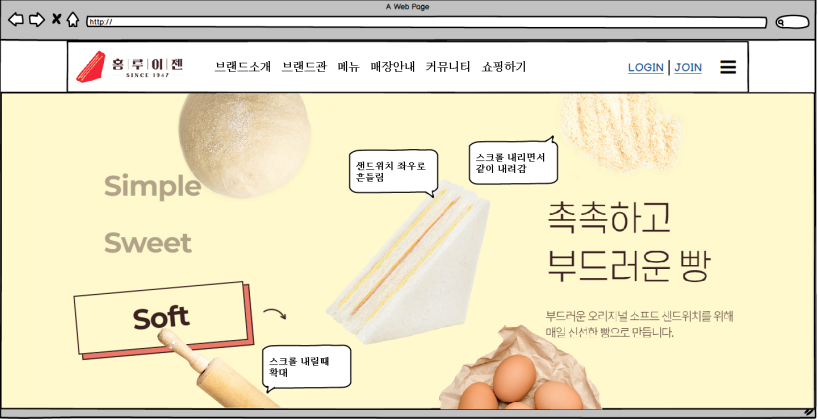 A Web Page
http://
홍루이젠
SINCE 1947
브랜드소개 브랜드관 메뉴 매장안내 커뮤니티 쇼핑하기
LOGIN | JOIN
Simple
Sweet
Soft
샌드위치 좌우로
흔들림
스크롤 내리면서
같이 내려감
촉촉하고
부드러운 빵
부드러운 오리지널 소프드 샌드위치를 위해
매일 신선한 빵으로 만듭니다.
스크롤 내릴때
확대